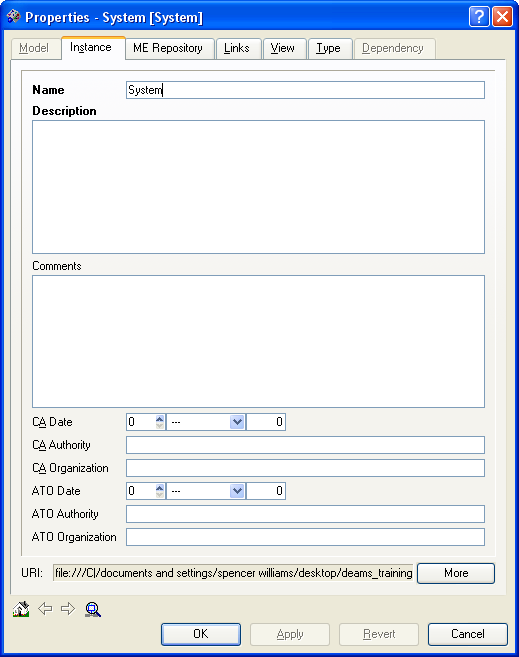 Properties - System [System]
Model Instance ME Repository Links View Type Dependency
Name System
Description
Comments
CA Date 0 --- 0
CA Authority
CA Organization
ATO Date 0 --- 0
ATO Authority
ATO Organization
URI: file:///C|/documents and settings/spencer williams/desktop/deams_training More
OK Apply Revert Cancel